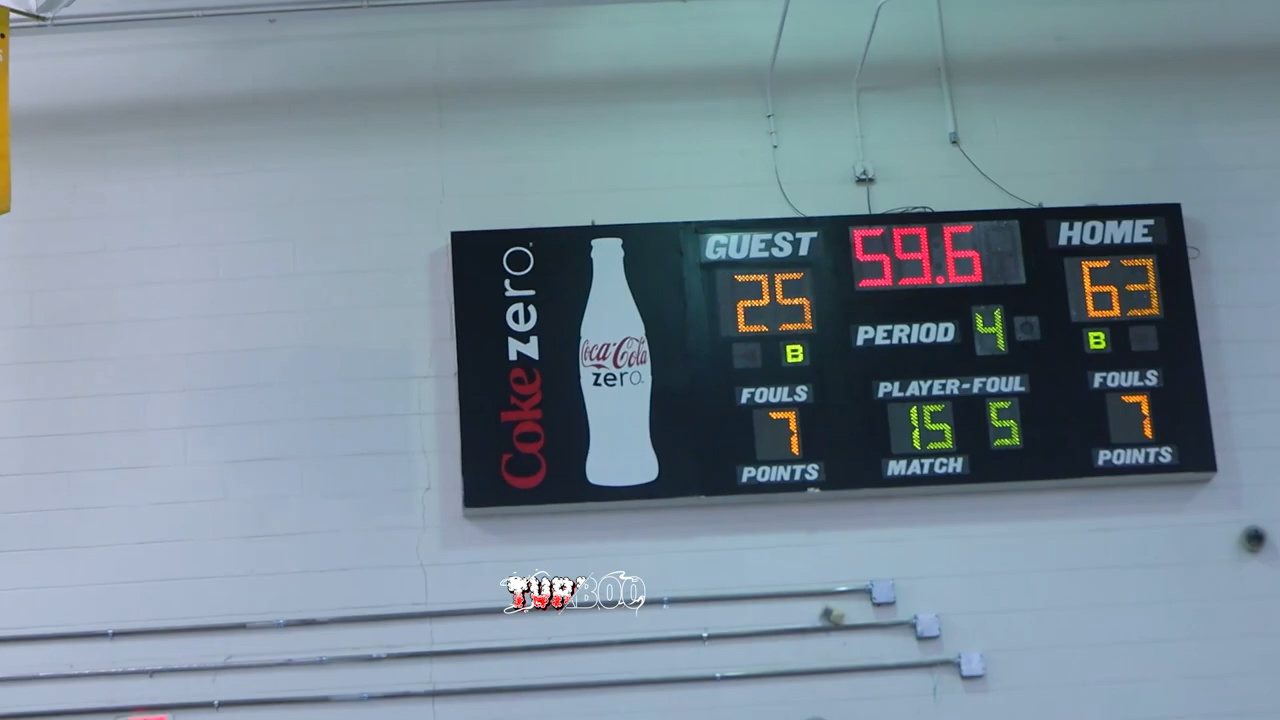 Coke zero
Coca-Cola
zero
GUEST
59.6
HOME
25
63
B
PERIOD
4
B
FOULS
PLAYER-FOUL
FOULS
7
15
5
7
POINTS
MATCH
POINTS
TURBOO